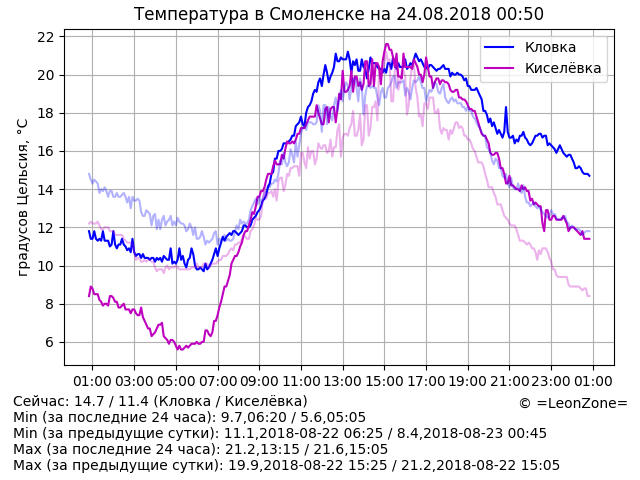 Температура в Смоленске на 24.08.2018 00:50
градусов Цельсия, °C
22
20
18
16
14
12
10
8
6
Кловка
Киселёвка
01:00 03:00 05:00 07:00 09:00 11:00 13:00 15:00 17:00 19:00 21:00 23:00 01:00
Сейчас: 14.7 / 11.4 (Кловка / Киселёвка)
© =LeonZone=
Min (за последние 24 часа): 9.7,06:20 / 5.6,05:05
Min (за предыдущие сутки): 11.1,2018-08-22 06:25 / 8.4,2018-08-23 00:45
Max (за последние 24 часа): 21.2,13:15 / 21.6,15:05
Max (за предыдущие сутки): 19.9,2018-08-22 15:25 / 21.2,2018-08-22 15:05